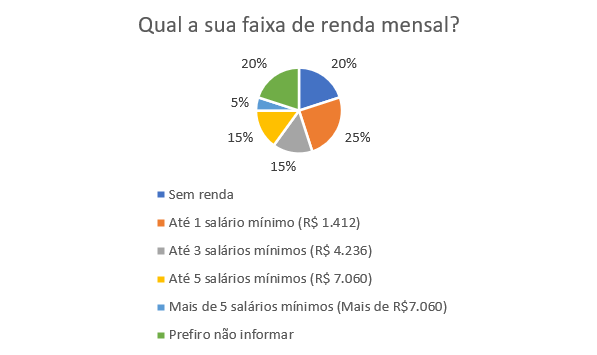 Qual a sua faixa de renda mensal?
20%
20%
5%
15%
25%
15%
Sem renda
Até 1 salário mínimo (R$ 1.412)
Até 3 salários mínimos (R$ 4.236)
Até 5 salários mínimos (R$ 7.060)
Mais de 5 salários mínimos (Mais de R$7.060)
Prefiro não informar